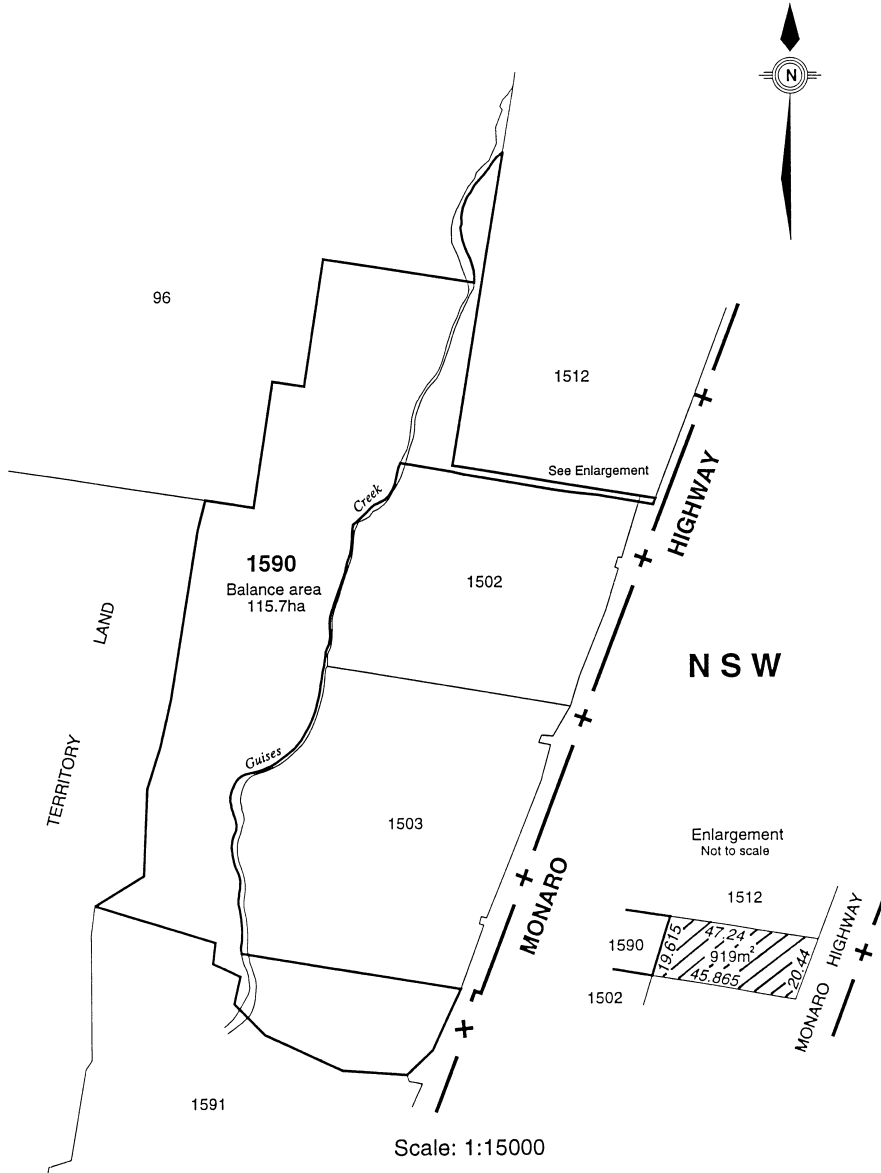 N
96
1512
See Enlargement
HIGHWAY
Creek
1590
Balance area
115.7ha
1502
LAND
NSW
Guises
TERRITORY
1503
MONARO
Enlargement
Not to scale
1512
1590
47.24
19.615
919m²
20.44
45.865
HIGHWAY
1502
MONARO
1591
Scale: 1:15000